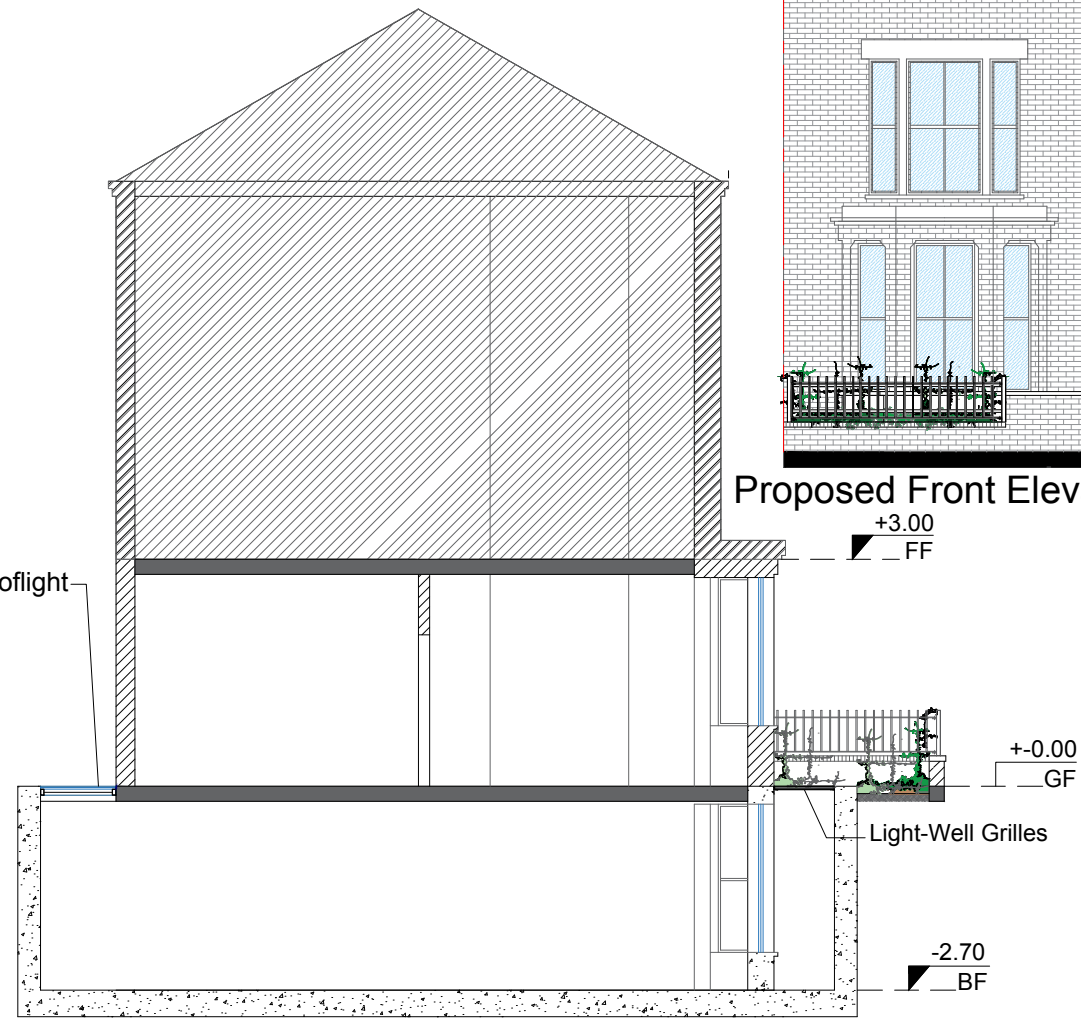 Proposed Front Elev
+3.00
FF
oflight
+-0.00
GF
Light-Well Grilles
-2.70
BF